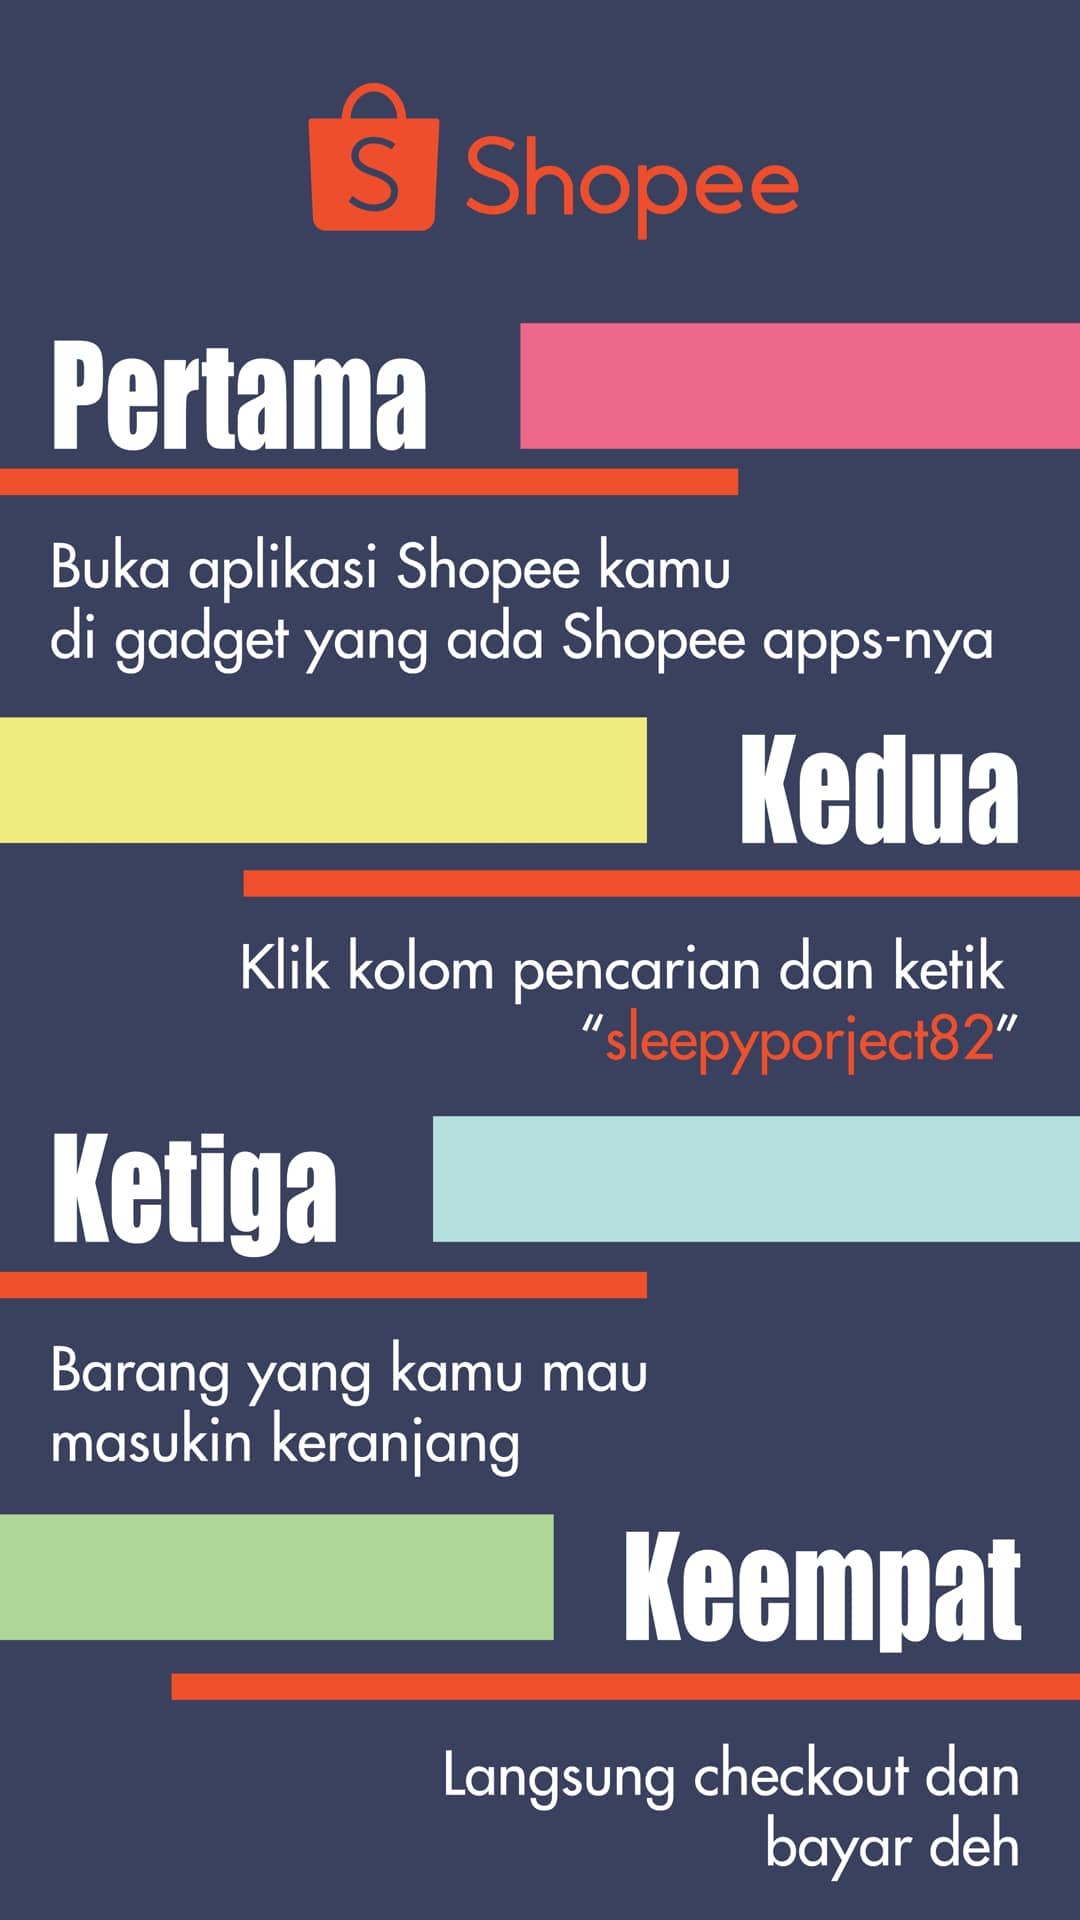 S Shopee
Pertama
Buka aplikasi Shopee kamu
di gadget yang ada Shopee apps-nya
Kedua
Klik kolom pencarian dan ketik
“sleepyporject82”
Ketiga
Barang yang kamu mau
masukin keranjang
Keempat
Langsung checkout dan
bayar deh